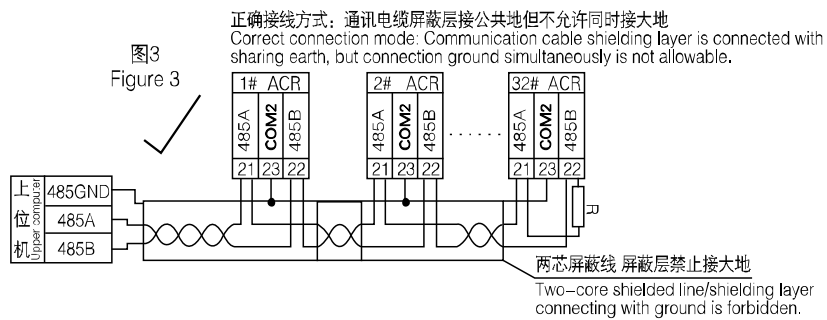 正确接线方式：通讯电缆屏蔽层接公共地但不允许同时接大地
Correct connection mode: Communication cable shielding layer is connected with
sharing earth, but connection ground simultaneously is not allowable.
图3
Figure 3
1# ACR
485A
COM2
485B
21 23 22
2# ACR
485A
COM2
485B
21 23 22
......
32# ACR
485A
COM2
485B
21 23 22
R
上位机
Upper computer
485GND
485A
485B
两芯屏蔽线 屏蔽层禁止接大地
Two-core shielded line/shielding layer
connecting with ground is forbidden.